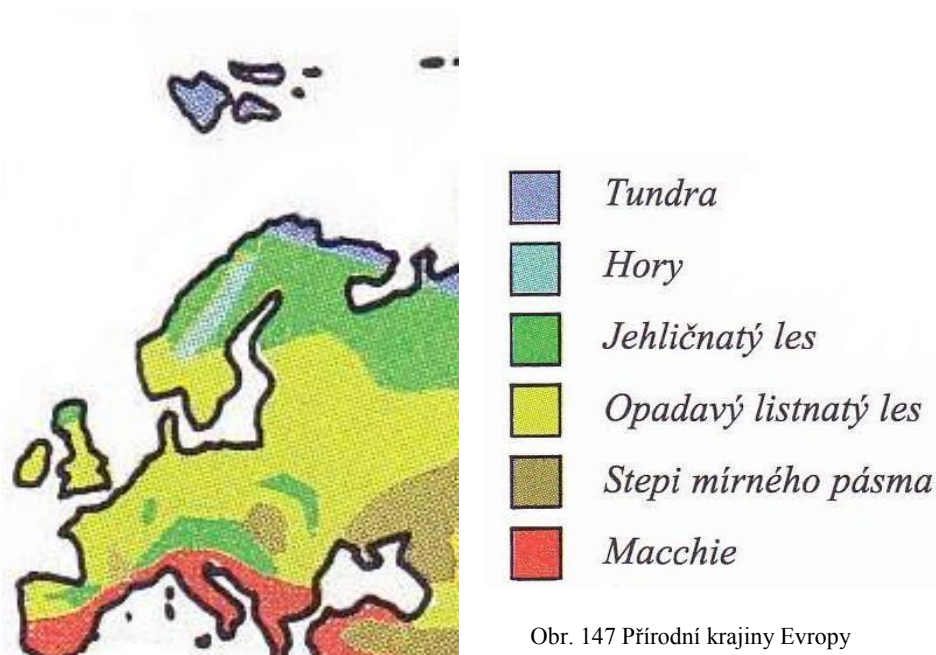 Tundra
Hory
Jehličnatý les
Opadavý listnatý les
Stepi mírného pásma
Macchie
Obr. 147 Přírodní krajiny Evropy